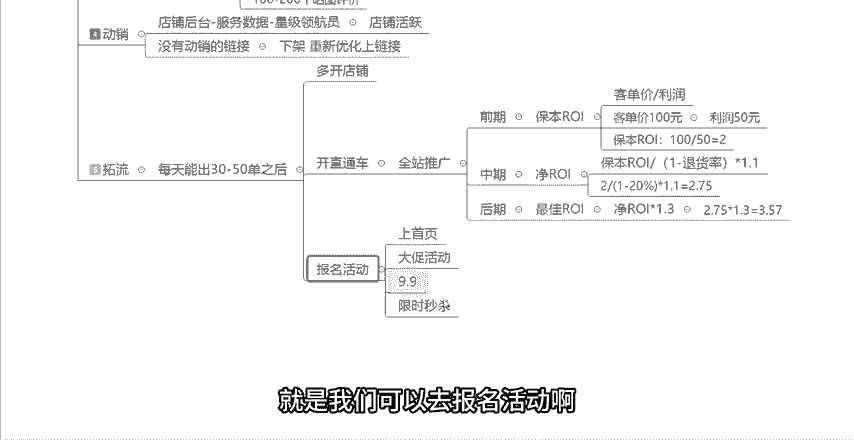 动销
店铺后台-服务数据-量级领航员
店铺活跃
没有动销的链接
下架 重新优化上链接
拓流
每天能出30-50单之后
多开店铺
开直通车
全站推广
前期
保本ROI
客单价/利润
客单价100元
利润50元
保本ROI：100/50=2
中期
净ROI
保本ROI/（1-退货率）*1.1
2/(1-20%)*1.1=2.75
后期
最佳ROI
净ROI*1.3
2.75*1.3=3.57
报名活动
上首页
大促活动
9.9
限时秒杀
就是我们可以去报名活动啊